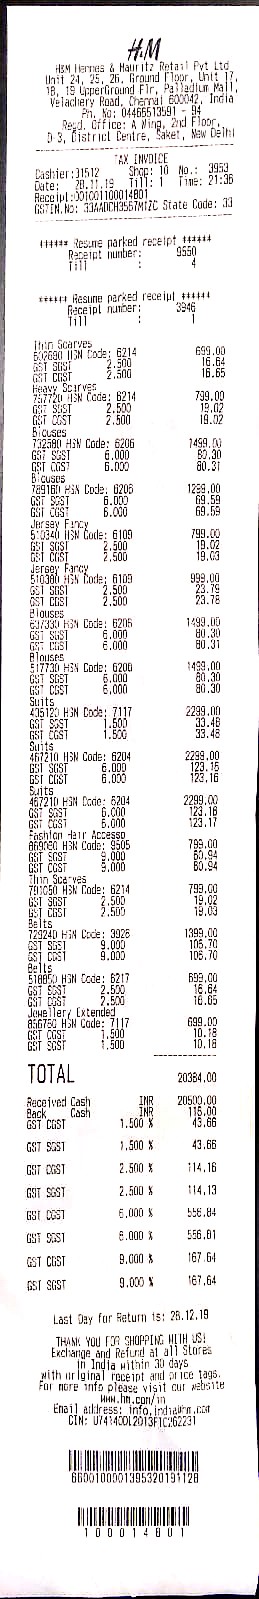 H&M
H&M Hennes & Mauritz Retail Pvt Ltd
Unit 24, 25, 26, Ground Floor, Unit 17,
18, 19 UpperGround Flr, Palladium Mall,
Velachery Road, Chennai 600042, India
Ph. No: 04466513591 - 94
Regd. Office: A Wing, 2nd Floor,
D-3, District Centre, Saket, New Delhi
TAX INVOICE
Cashier:31512 Shop: 10 No.: 3953
Date: 28.11.19 Till: 1 Time: 21:36
Receipt:001001100014801
GSTIN.No: 33AADCH3567M1ZC State Code: 33
****** Resume parked receipt ******
Receipt number: 9550
Till : 4
****** Resume parked receipt ******
Receipt number: 3946
Till : 1
Thin Scarves
HSN Code: 6214 699.00
GST SGST 2.500 16.64
GST CGST 2.500 16.65
Heavy Scarves
757720 HSN Code: 6214 799.00
GST SGST 2.500 19.02
GST CGST 2.500 19.02
Blouses
732580 HSN Code: 6206 1499.00
GST SGST 6.000 80.30
GST CGST 6.000 80.31
Blouses
789160 HSN Code: 6206 1299.00
GST SGST 6.000 69.59
GST CGST 6.000 69.59
Jersey Fancy
510340 HSN Code: 6109 799.00
GST SGST 2.500 19.02
GST CGST 2.500 19.03
Jersey Fancy
510380 HSN Code: 6109 999.00
GST SGST 2.500 23.79
GST CGST 2.500 23.78
Blouses
637330 HSN Code: 6206 1499.00
GST SGST 6.000 80.30
GST CGST 6.000 80.31
Blouses
517730 HSN Code: 6206 1499.00
GST SGST 6.000 80.30
GST CGST 6.000 80.30
Suits
435120 HSN Code: 7117 2299.00
GST SGST 1.500 33.48
GST CGST 1.500 33.48
Suits
467210 HSN Code: 6204 2299.00
GST SGST 6.000 123.16
GST CGST 6.000 123.16
Suits
467210 HSN Code: 6204 2299.00
GST SGST 6.000 123.16
GST CGST 6.000 123.17
Fashion Hair Accesso
869060 HSN Code: 9505 799.00
GST SGST 9.000 60.94
GST CGST 9.000 60.94
Thin Scarves
791050 HSN Code: 6214 799.00
GST SGST 2.500 19.02
GST CGST 2.500 19.03
Belts
729240 HSN Code: 3926 1399.00
GST SGST 9.000 106.70
GST CGST 9.000 106.70
Belts
518850 HSN Code: 6217 699.00
GST SGST 2.500 16.64
GST CGST 2.500 16.65
Jewellery Extended
856760 HSN Code: 7117 699.00
GST CGST 1.500 10.18
GST SGST 1.500 10.18
TOTAL 20384.00
Received Cash INR 20500.00
Back Cash INR 116.00
GST CGST 1.500 % 43.66
GST SGST 1.500 % 43.66
GST CGST 2.500 % 114.16
GST SGST 2.500 % 114.13
GST CGST 6.000 % 556.84
GST SGST 6.000 % 556.81
GST CGST 9.000 % 167.64
GST SGST 9.000 % 167.64
Last Day for Return is: 28.12.19
THANK YOU FOR SHOPPING WITH US!
Exchange and Refund at all Stores
in India within 30 days
with original receipt and price tags.
For more info please visit our website
www.hm.com/in
Email address: info.india@hm.com
CIN: U74140DL2013FTC262231
6600100001395320191128
100014801